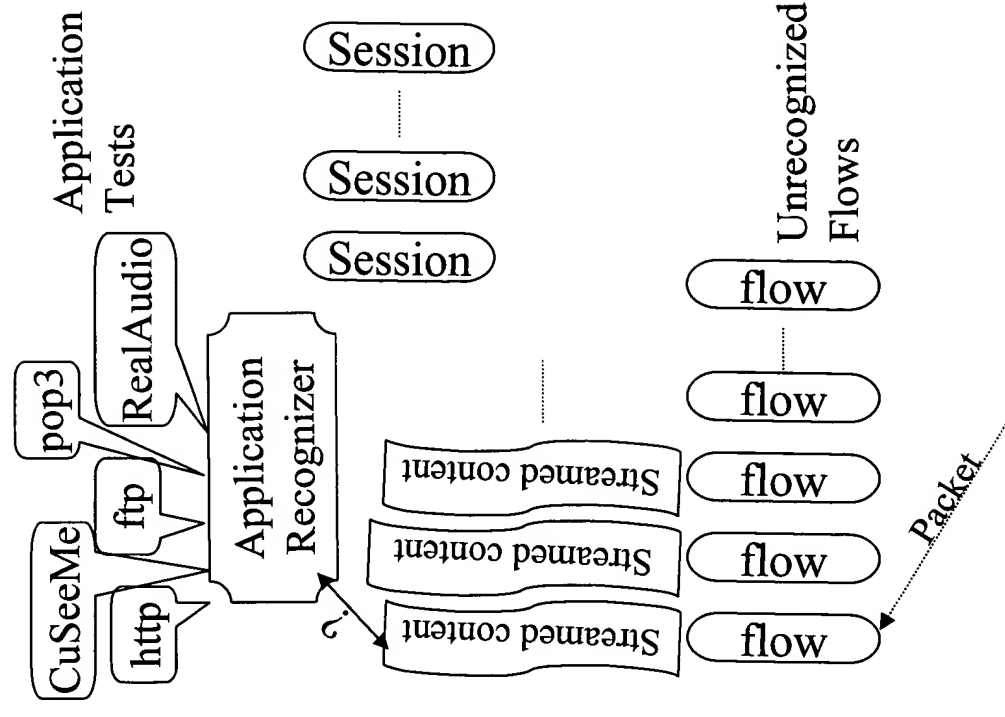 CuSeeMe
pop3
http
ftp
RealAudio
Application
Tests
Application
Recognizer
Session
Session
Session
?
Streamed content
Streamed content
Streamed content
flow
flow
flow
flow
flow
Unrecognized
Flows
Packet